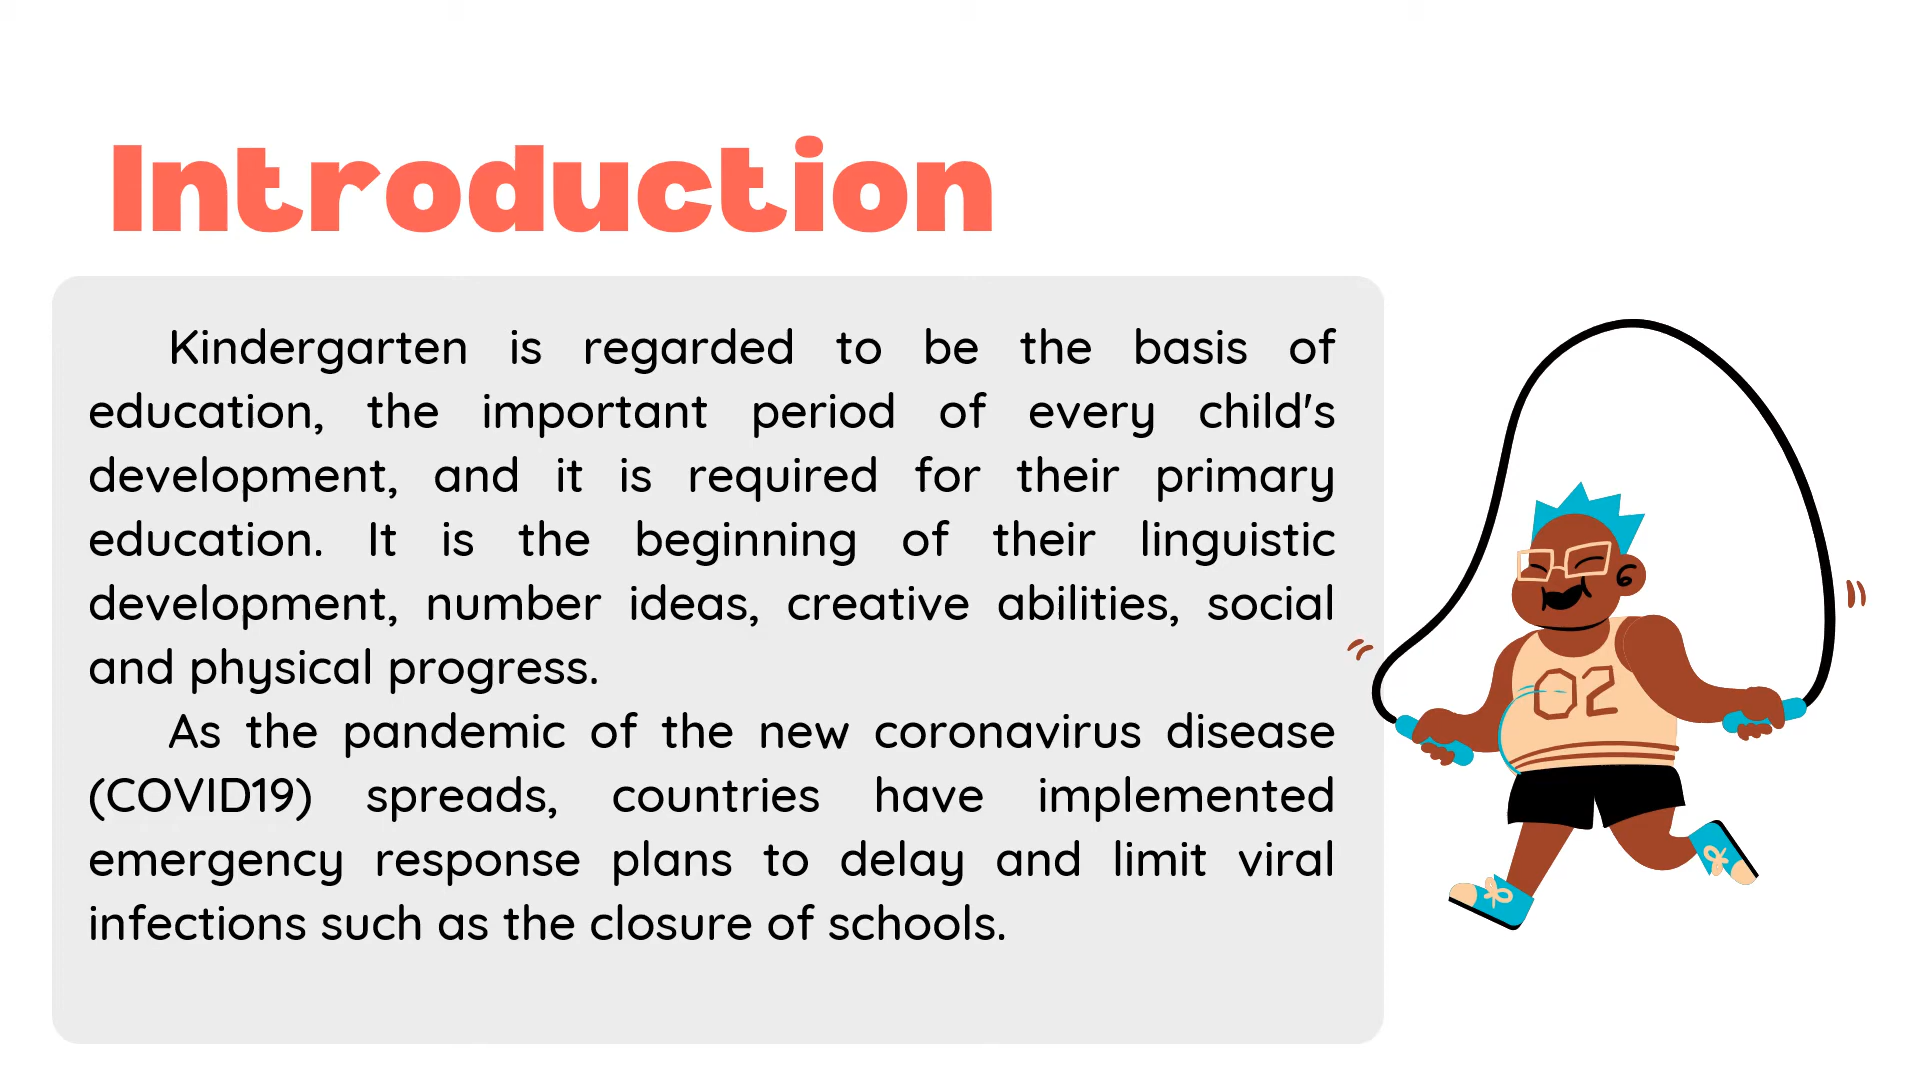 Introduction
Kindergarten is regarded to be the basis of
education, the important period of every child's
development, and it is required for their primary
education. It is the beginning of their linguistic
development, number ideas, creative abilities, social
and physical progress.
As the pandemic of the new coronavirus disease
(COVID19) spreads, countries have implemented
emergency response plans to delay and limit viral
infections such as the closure of schools.
02